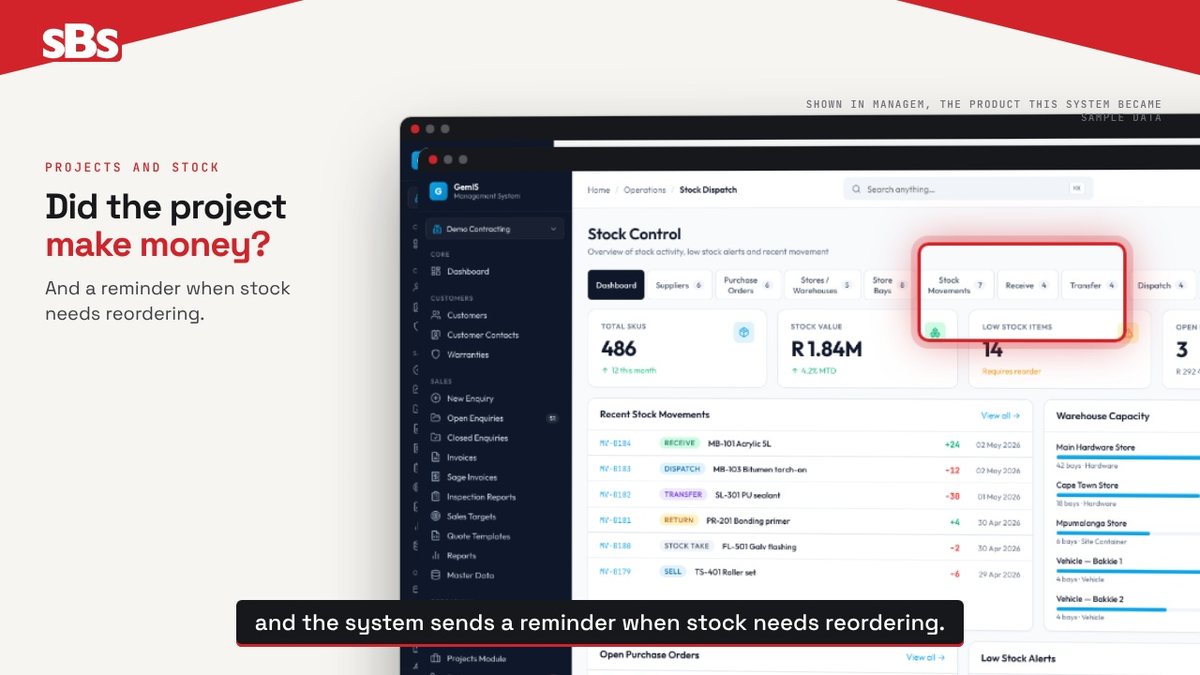 sBs
SHOWN IN MANAGEM, THE PRODUCT THIS SYSTEM BECAME
SAMPLE DATA
PROJECTS AND STOCK
Did the project
make money?
And a reminder when stock
needs reordering.
G
GemIS
Management System
Demo Contracting
CORE
Dashboard
CUSTOMERS
Customers
Customer Contacts
Warranties
SALES
New Enquiry
Open Enquiries 51
Closed Enquiries
Invoices
Sage Invoices
Inspection Reports
Sales Targets
Quote Templates
Reports
Master Data
Projects Module
Home / Operations / Stock Dispatch
Search anything...
⌘K
Stock Control
Overview of stock activity, low stock alerts and recent movement
Dashboard
Suppliers 6
Purchase Orders 6
Stores / Warehouses 5
Store Bays 8
Stock Movements 7
Receive 4
Transfer 4
Dispatch 4
TOTAL SKUS
486
↑ 12 this month
STOCK VALUE
R 1.84M
↑ 4.2% MTD
LOW STOCK ITEMS
14
Requires reorder
OPEN
3
R 292
Recent Stock Movements View all →
MV-0184 RECEIVE MB-101 Acrylic 5L +24 02 May 2026
MV-0183 DISPATCH MB-103 Bitumen torch-on -12 02 May 2026
MV-0182 TRANSFER SL-301 PU sealant -30 01 May 2026
MV-0181 RETURN PR-201 Bonding primer +4 30 Apr 2026
MV-0180 STOCK TAKE FL-501 Galv flashing -2 30 Apr 2026
MV-0179 SELL TS-401 Roller set -6 29 Apr 2026
Warehouse Capacity
Main Hardware Store
42 bays · Hardware
Cape Town Store
18 bays · Hardware
Mpumalanga Store
6 bays · Site Container
Vehicle — Bakkie 1
4 bays · Vehicle
Vehicle — Bakkie 2
4 bays · Vehicle
Open Purchase Orders View all →
Low Stock Alerts
and the system sends a reminder when stock needs reordering.